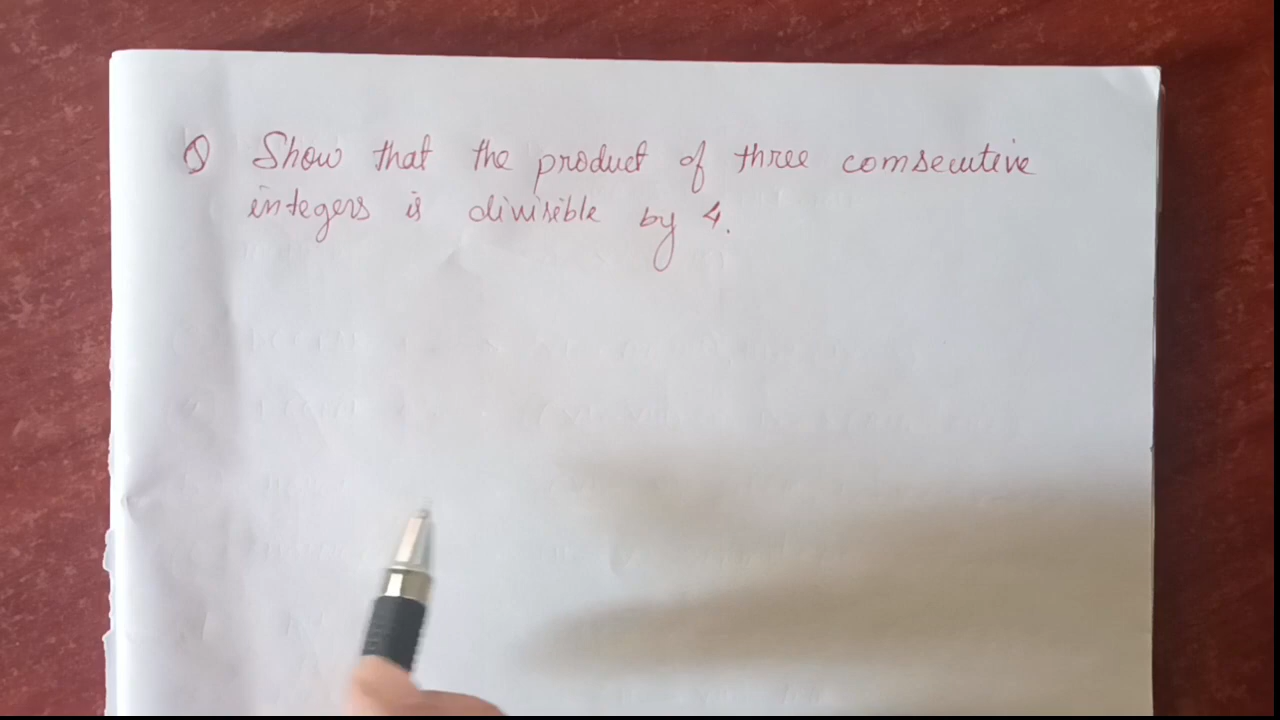 Q Show that the product of three comsecutive
integers is divisible by 4.